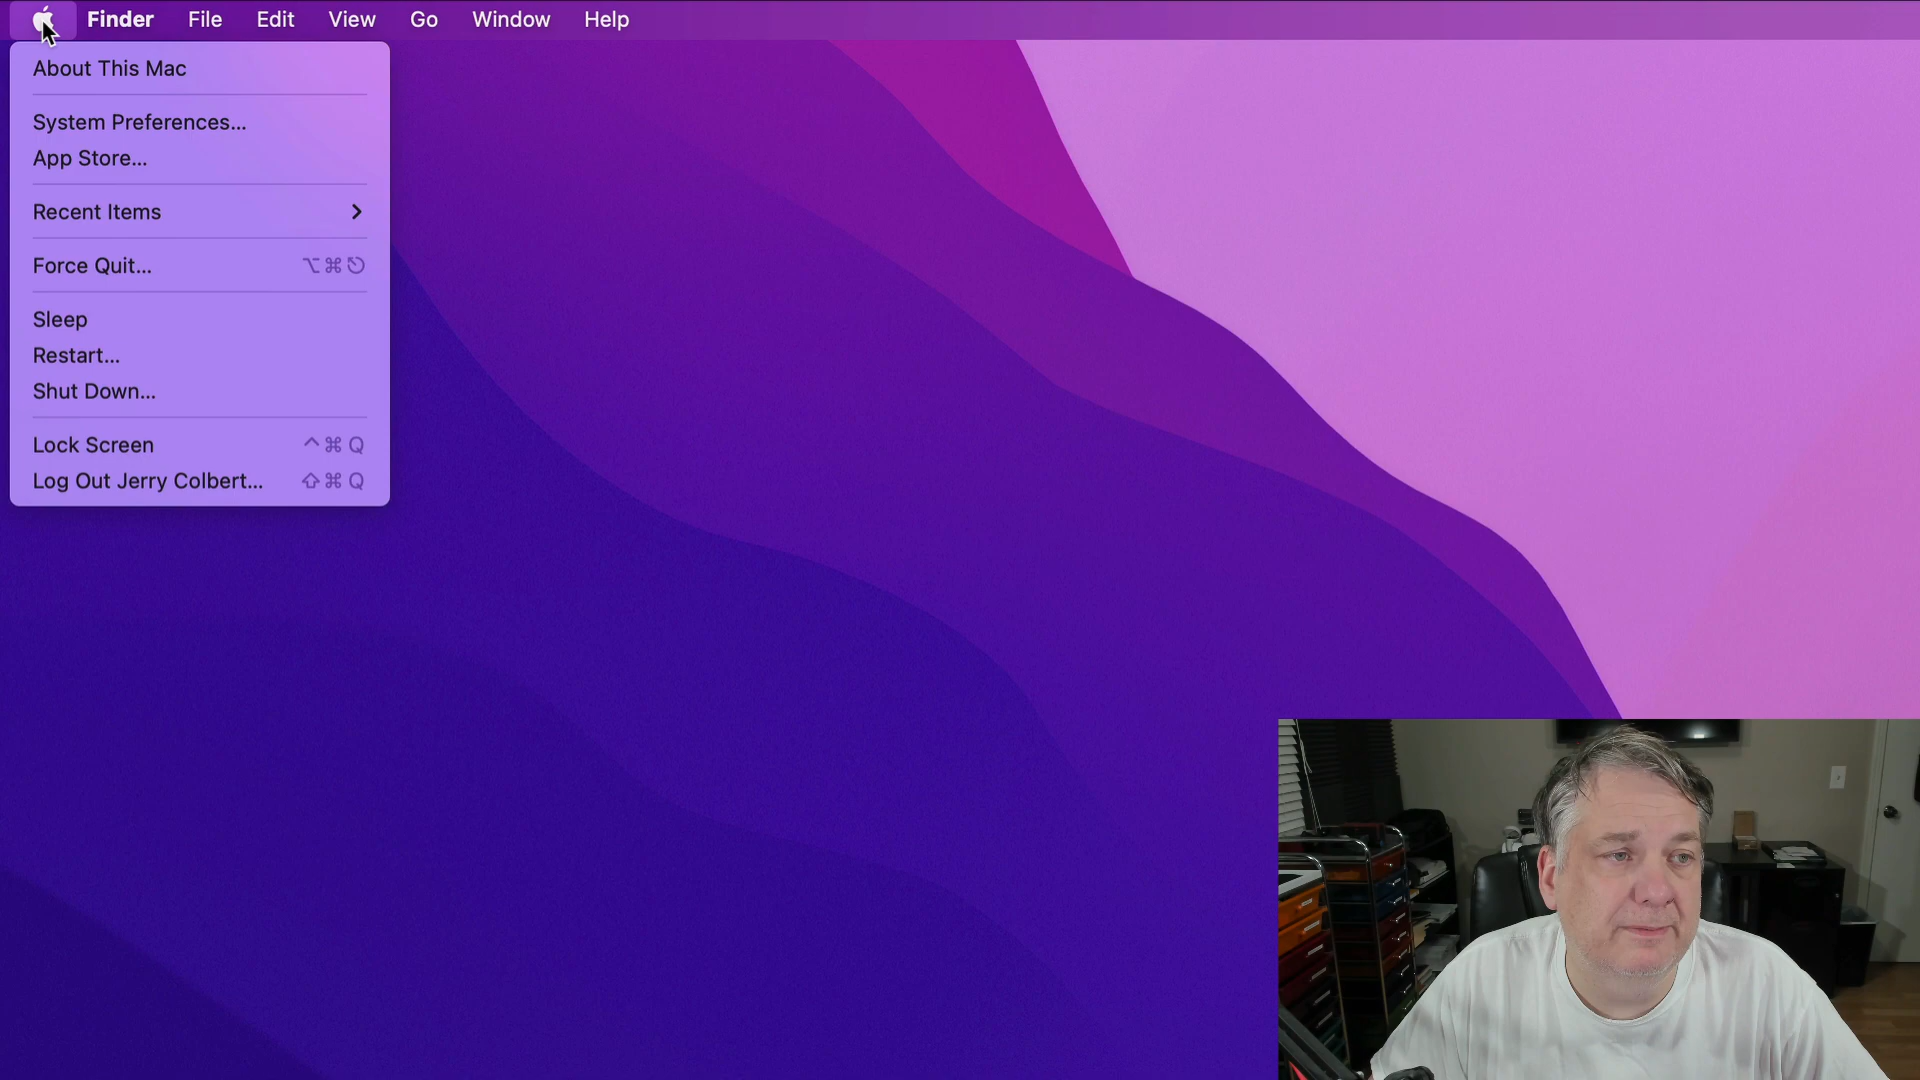 Finder File Edit View Go Window Help
About This Mac
System Preferences...
App Store...
Recent Items
Force Quit... ⌥⌘⎋
Sleep
Restart...
Shut Down...
Lock Screen ^⌘Q
Log Out Jerry Colbert... ⇧⌘Q